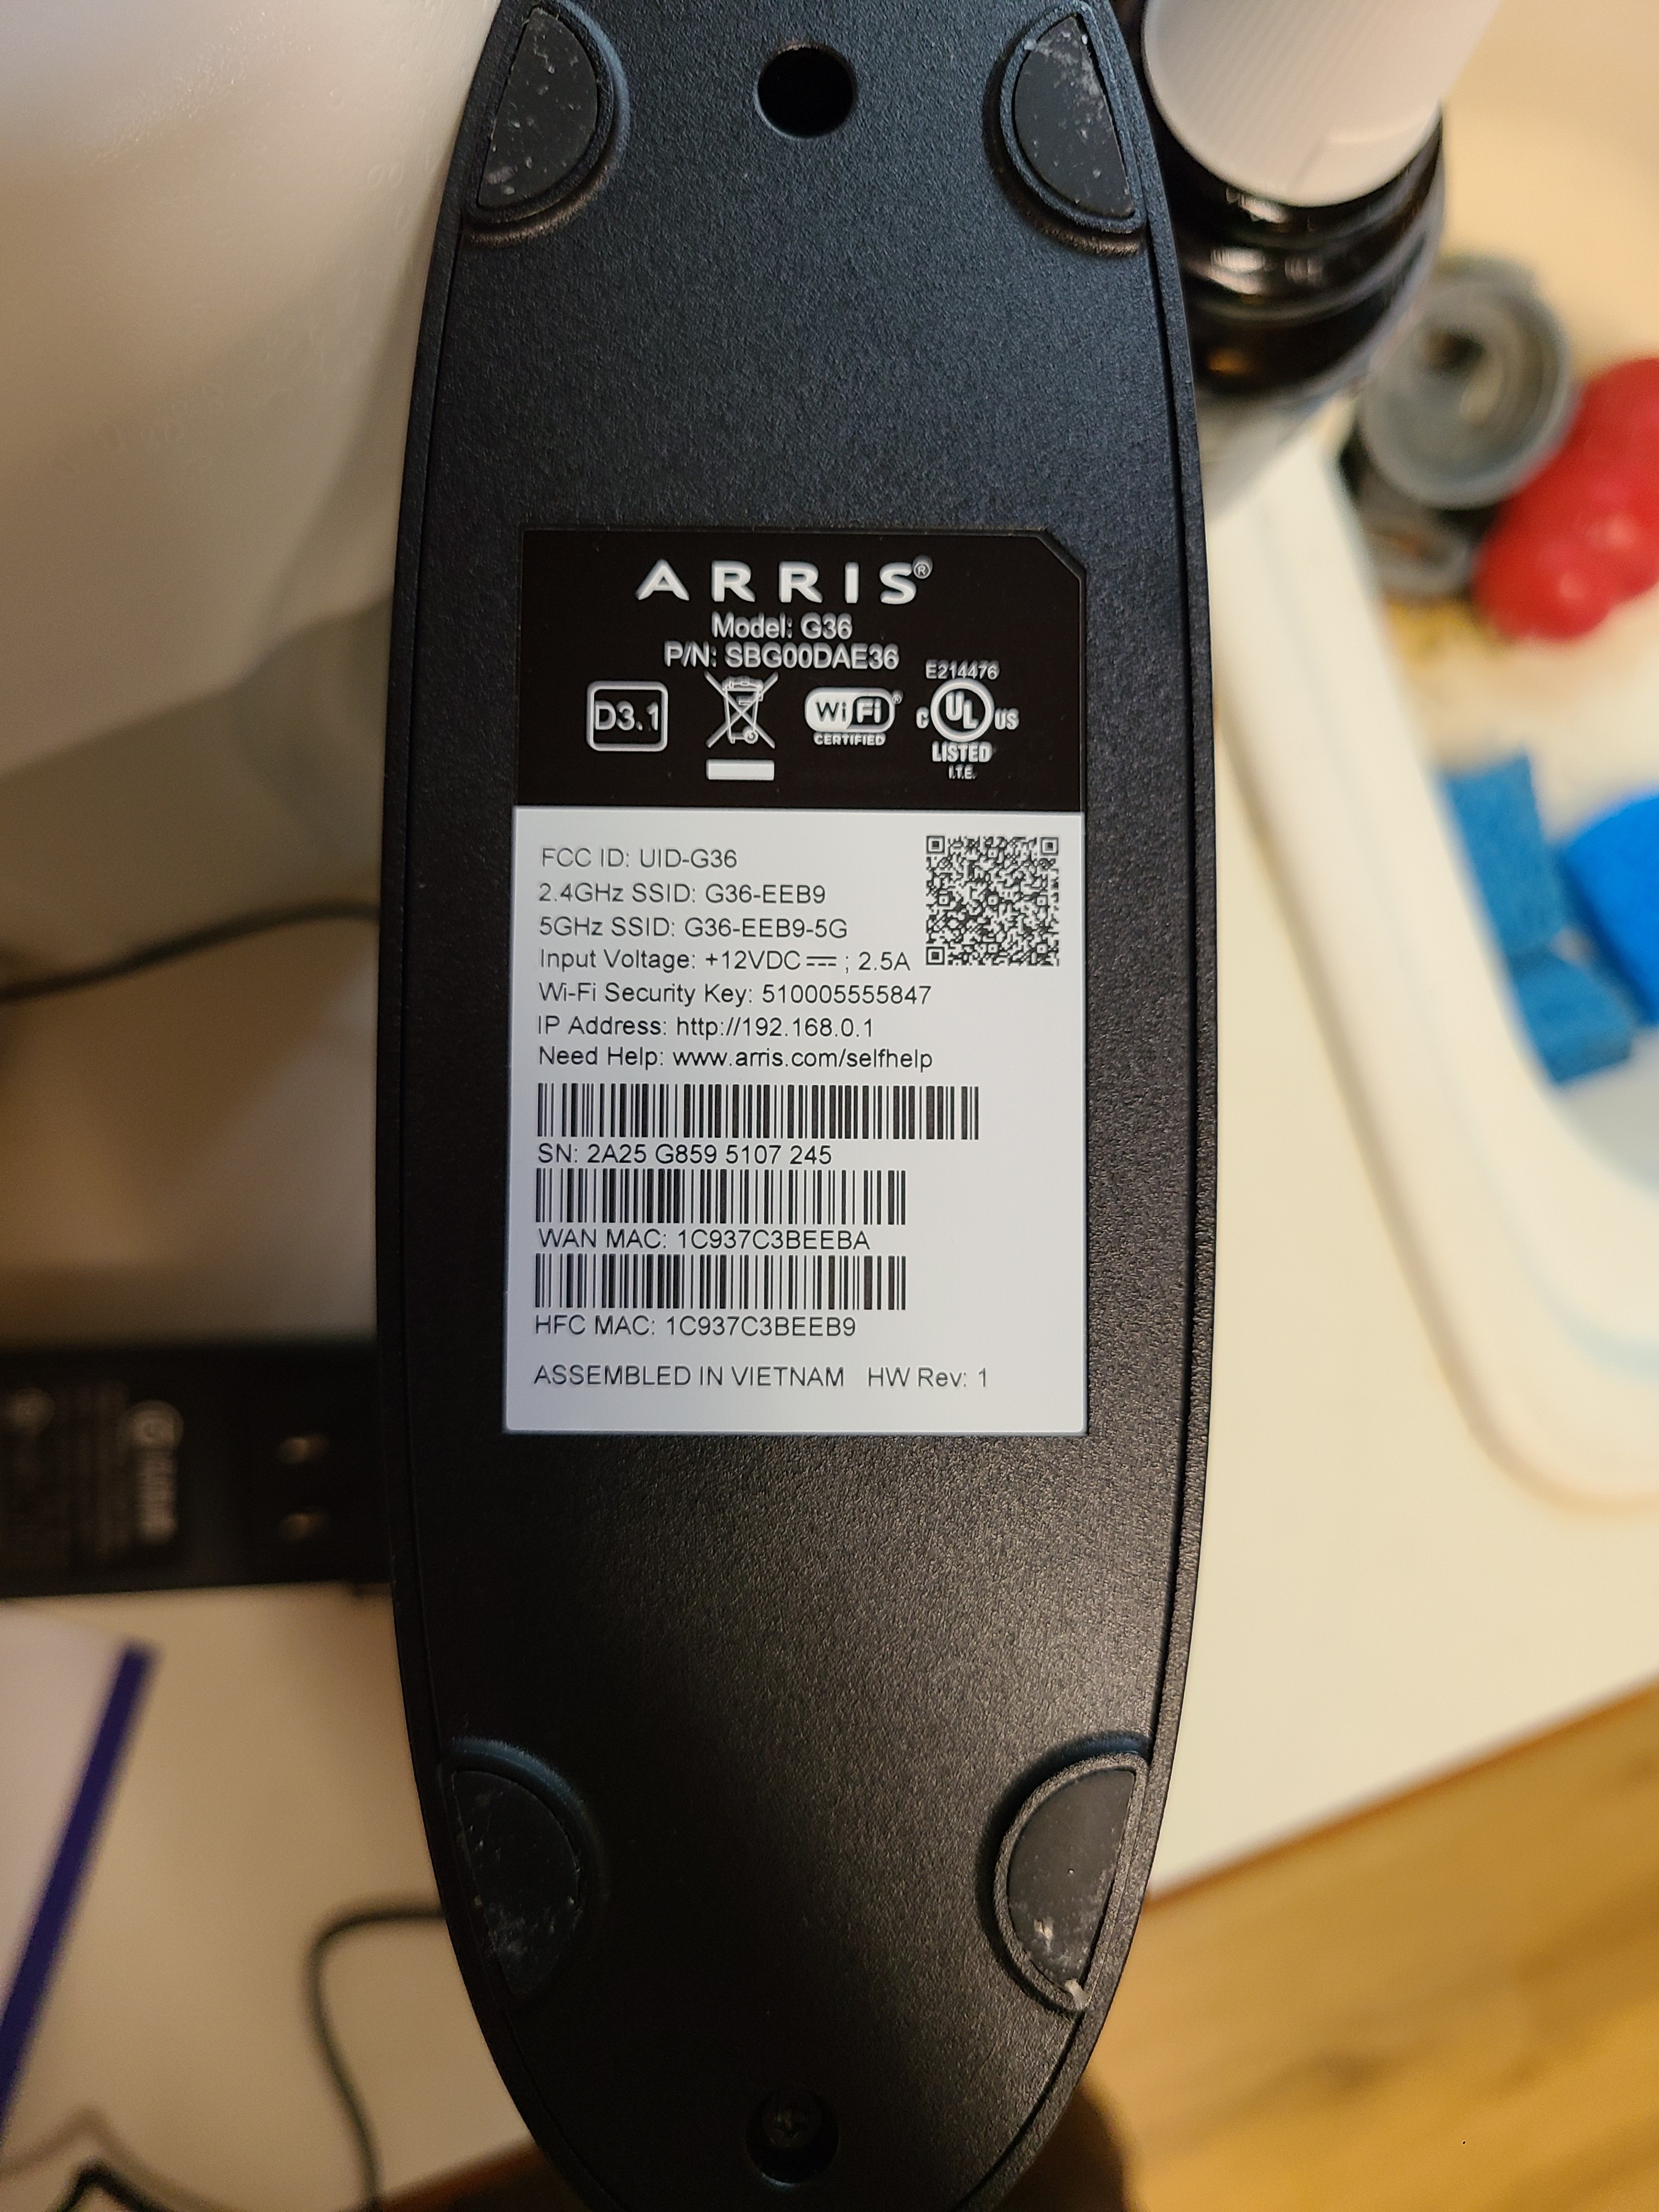 ARRIS®
Model: G36
P/N: SBG00DAE36
E214476
D3.1
Wi Fi®
CERTIFIED
C UL US
LISTED
I.T.E.
FCC ID: UID-G36
2.4GHz SSID: G36-EEB9
5GHz SSID: G36-EEB9-5G
Input Voltage: +12VDC ⎓ ; 2.5A
Wi-Fi Security Key: 510005555847
IP Address: http://192.168.0.1
Need Help: www.arris.com/selfhelp
SN: 2A25 G859 5107 245
WAN MAC: 1C937C3BEEBA
HFC MAC: 1C937C3BEEB9
ASSEMBLED IN VIETNAM HW Rev: 1